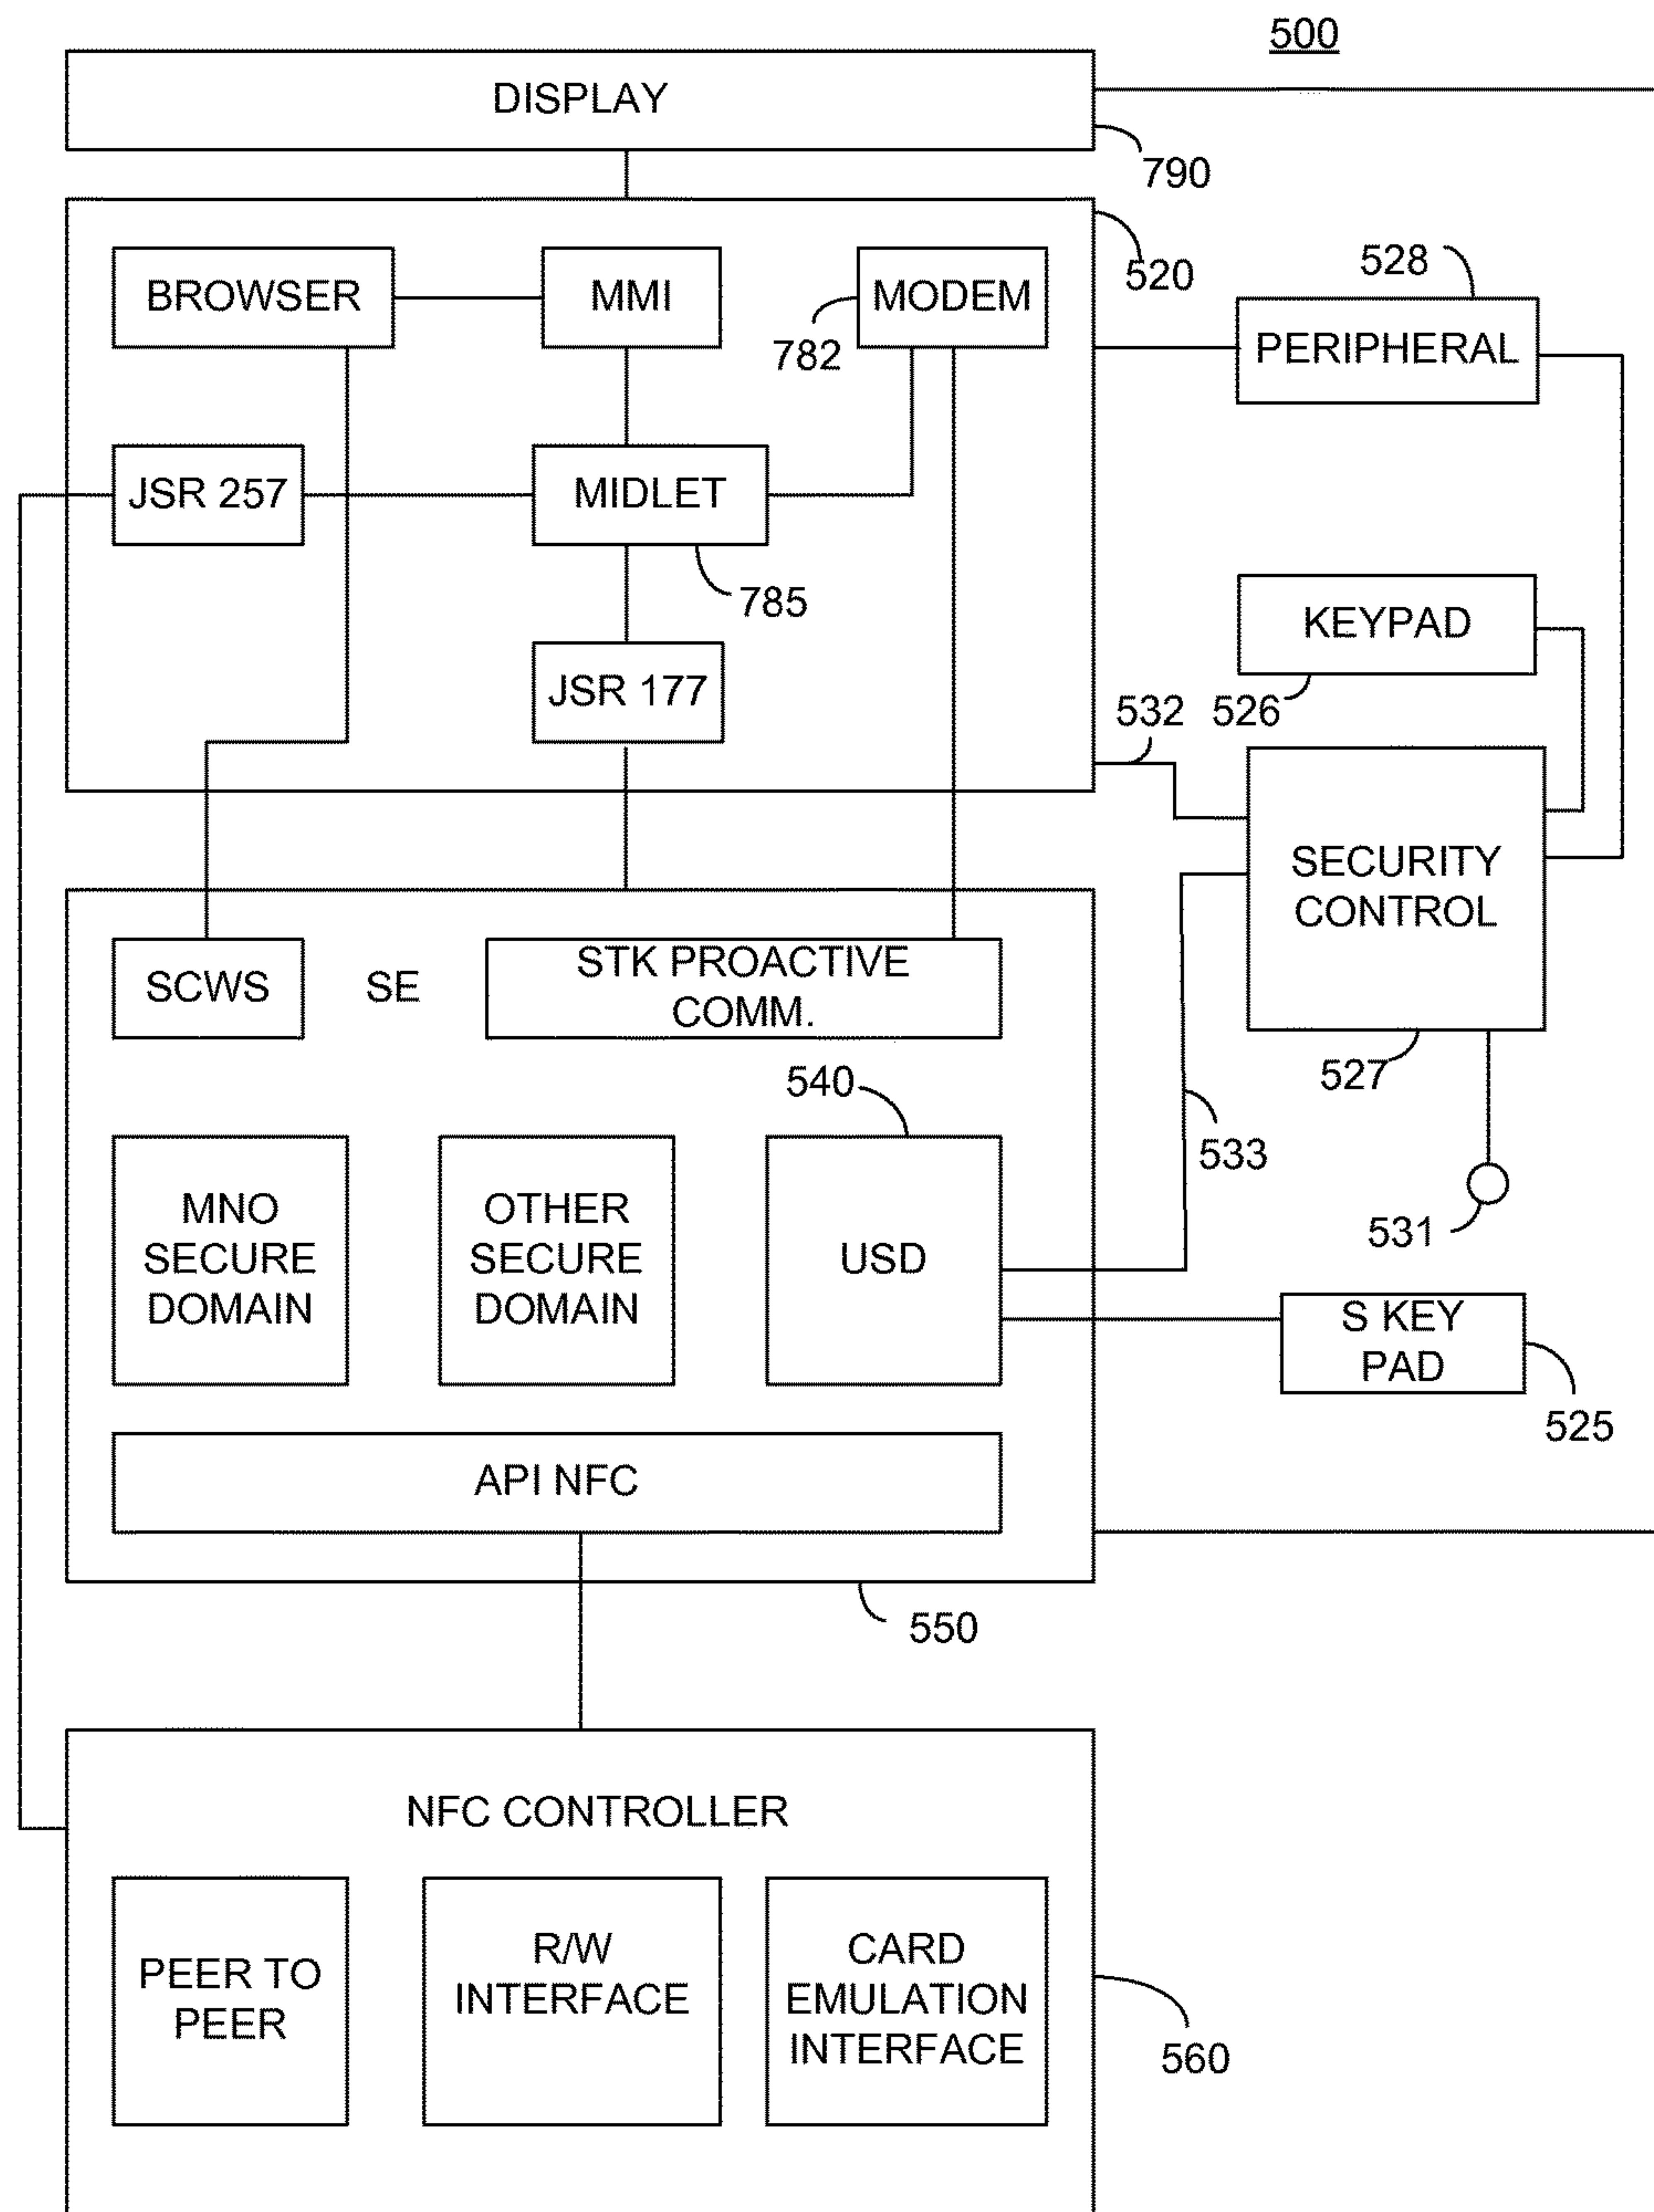 500
DISPLAY
790
520
BROWSER
MMI
MODEM
782
528
PERIPHERAL
JSR 257
MIDLET
785
KEYPAD
526
JSR 177
532
SECURITY
CONTROL
527
SCWS
SE
STK PROACTIVE
COMM.
540
533
531
MNO
SECURE
DOMAIN
OTHER
SECURE
DOMAIN
USD
S KEY
PAD
525
API NFC
550
NFC CONTROLLER
PEER TO
PEER
R/W
INTERFACE
CARD
EMULATION
INTERFACE
560